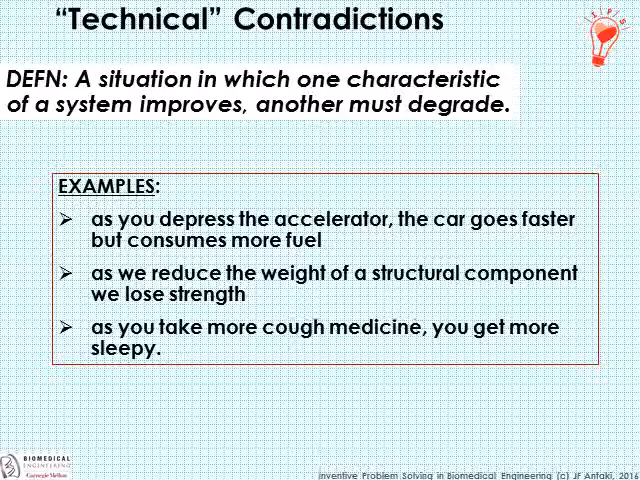 “Technical” Contradictions
I P S
DEFN: A situation in which one characteristic
of a system improves, another must degrade.
EXAMPLES:
➢ as you depress the accelerator, the car goes faster
but consumes more fuel
➢ as we reduce the weight of a structural component
we lose strength
➢ as you take more cough medicine, you get more
sleepy.
BIOMEDICAL
ENGINEERING
Carnegie Mellon
Inventive Problem Solving in Biomedical Engineering (c) JF Antaki, 2016